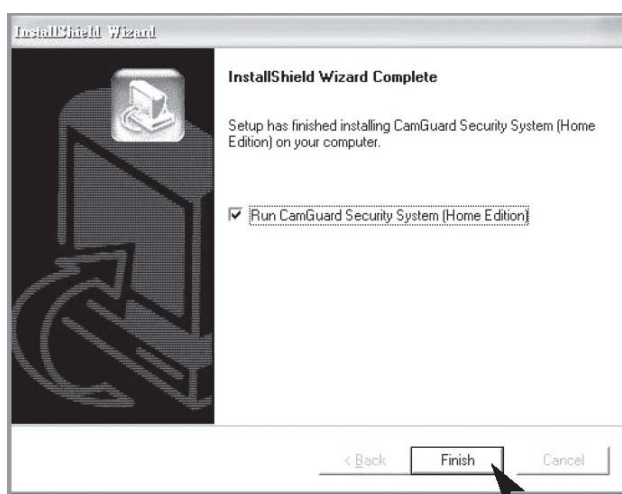 InstallShield Wizard
InstallShield Wizard Complete
Setup has finished installing CamGuard Security System (Home
Edition) on your computer.
Run CamGuard Security System (Home Edition)
< Back
Finish
Cancel